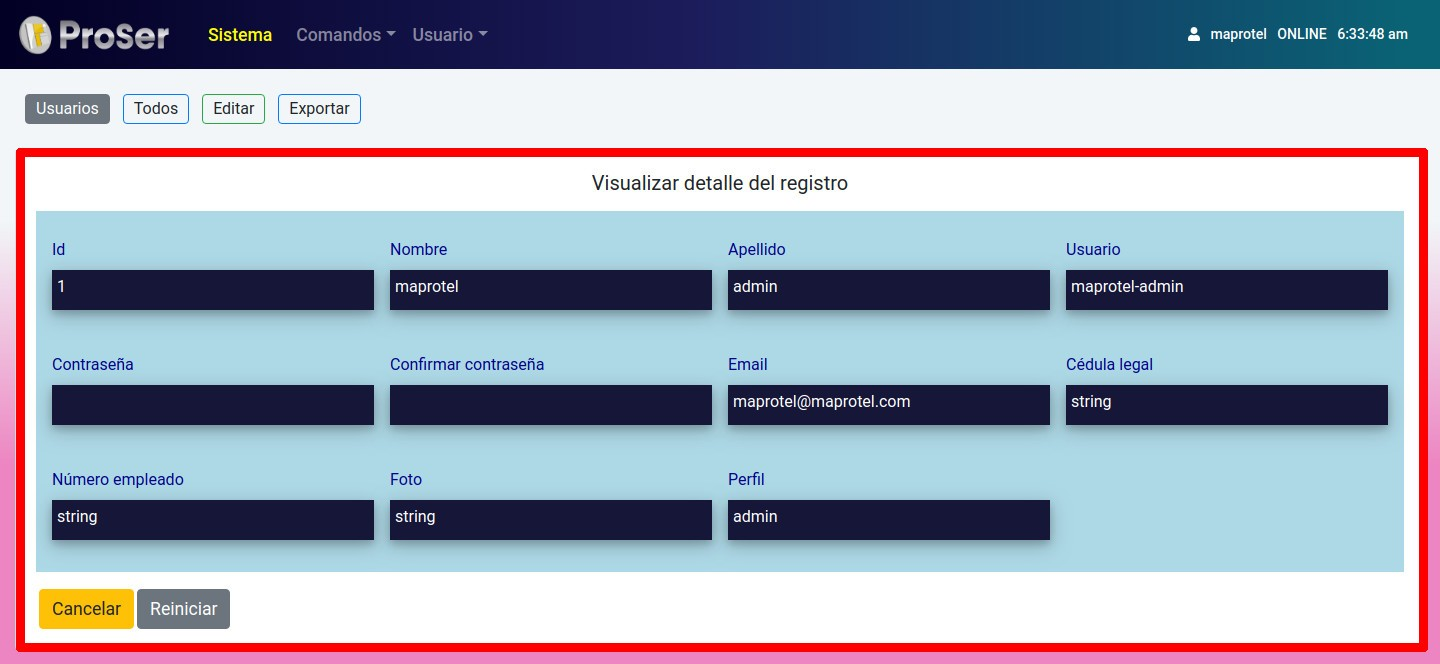 ProSer Sistema Comandos Usuario maprotel ONLINE 6:33:48 am
Usuarios Todos Editar Exportar
Visualizar detalle del registro
Id Nombre Apellido Usuario
1 maprotel admin maprotel-admin
Contraseña Confirmar contraseña Email Cédula legal
maprotel@maprotel.com string
Número empleado Foto Perfil
string string admin
Cancelar Reiniciar